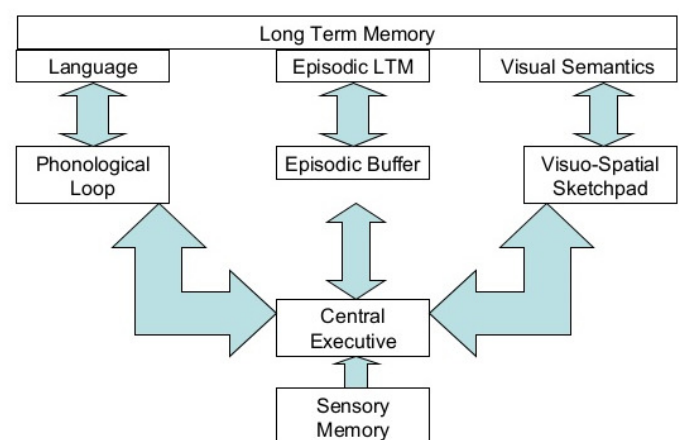 Long Term Memory
Language
Episodic LTM
Visual Semantics
Phonological
Loop
Episodic Buffer
Visuo-Spatial
Sketchpad
Central
Executive
Sensory
Memory